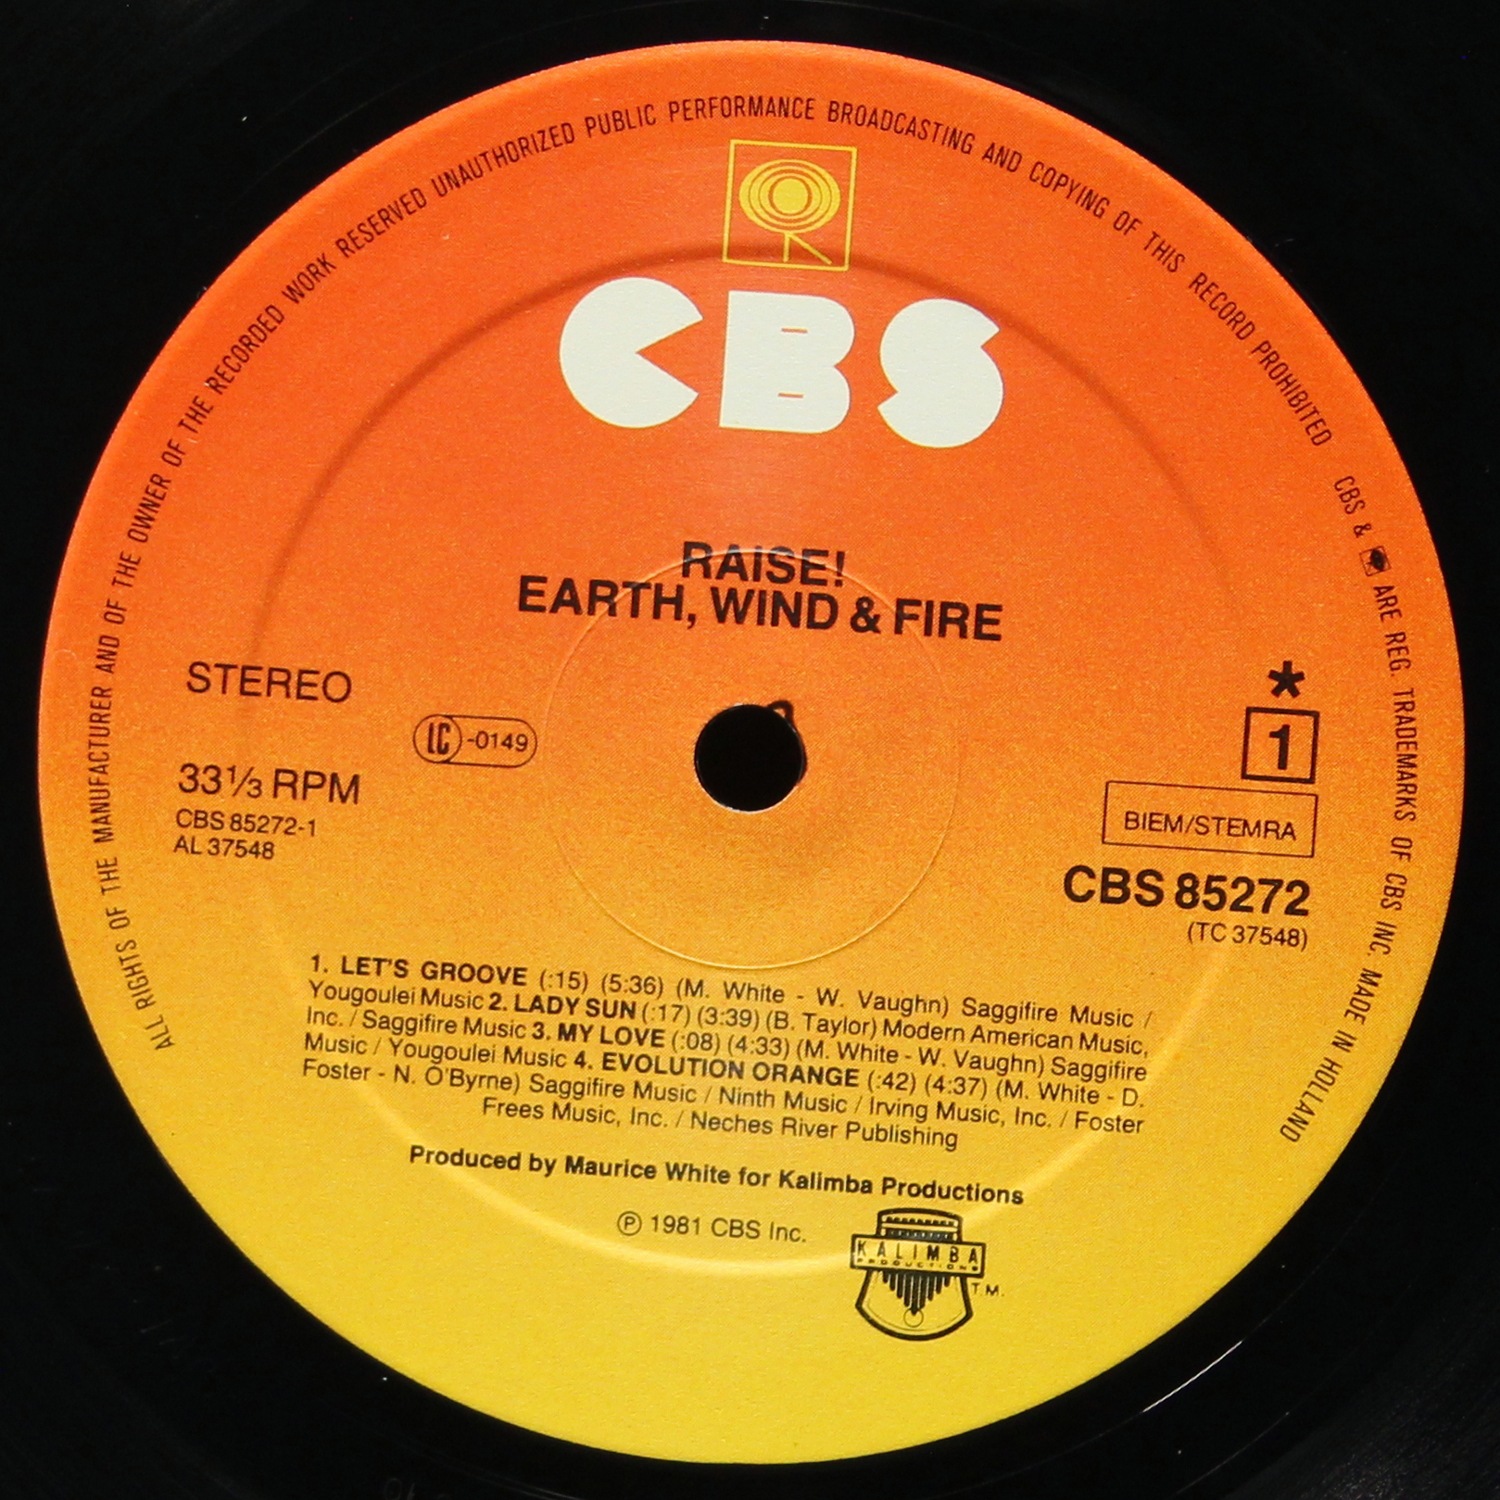 ALL RIGHTS OF THE MANUFACTURER AND OF THE OWNER OF THE RECORDED WORK RESERVED UNAUTHORIZED PUBLIC PERFORMANCE BROADCASTING AND COPYING OF THIS RECORD PROHIBITED CBS & ARE REG. TRADEMARKS OF CBS INC. MADE IN HOLLAND
CBS
RAISE!
EARTH, WIND & FIRE
STEREO
LC-0149
33⅓ RPM
CBS 85272-1
AL 37548
*
1
BIEM/STEMRA
CBS 85272
(TC 37548)
1. LET'S GROOVE (:15) (5:36) (M. White - W. Vaughn) Saggifire Music /
Yougoulei Music 2. LADY SUN (:17) (3:39) (B. Taylor) Modern American Music,
Inc. / Saggifire Music 3. MY LOVE (:08) (4:33) (M. White - W. Vaughn) Saggifire
Music / Yougoulei Music 4. EVOLUTION ORANGE (:42) (4:37) (M. White - D.
Foster - N. O'Byrne) Saggifire Music / Ninth Music / Irving Music, Inc. / Foster
Frees Music, Inc. / Neches River Publishing
Produced by Maurice White for Kalimba Productions
℗ 1981 CBS Inc.
KALIMBA
PRODUCTIONS
T.M.